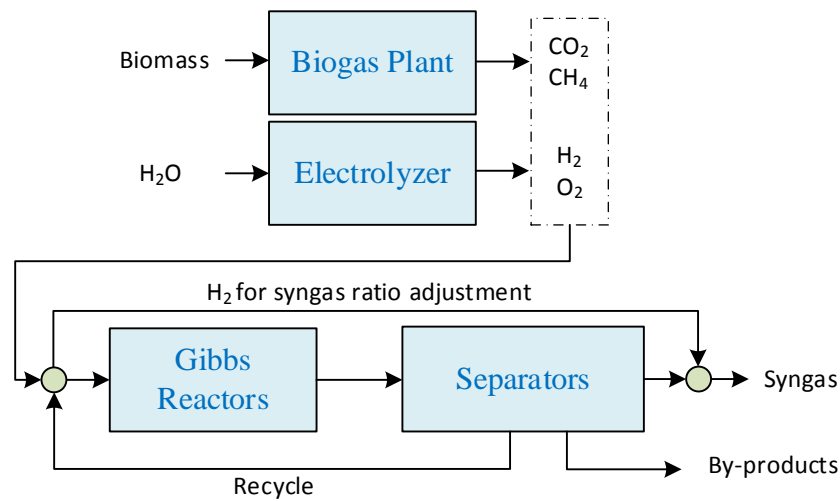 Biomass
Biogas Plant
CO₂
CH₄
H₂O
Electrolyzer
H₂
O₂
H₂ for syngas ratio adjustment
Gibbs
Reactors
Separators
Syngas
By-products
Recycle